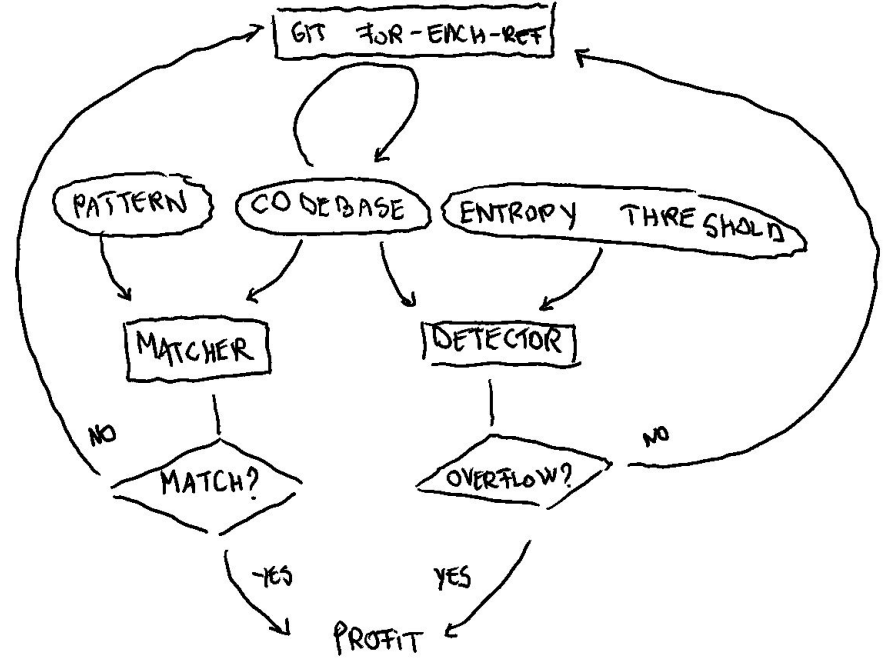 GIT FOR-EACH-REF
PATTERN
CODEBASE
ENTROPY THRESHOLD
MATCHER
DETECTOR
NO
NO
MATCH?
OVERFLOW?
YES
YES
PROFIT